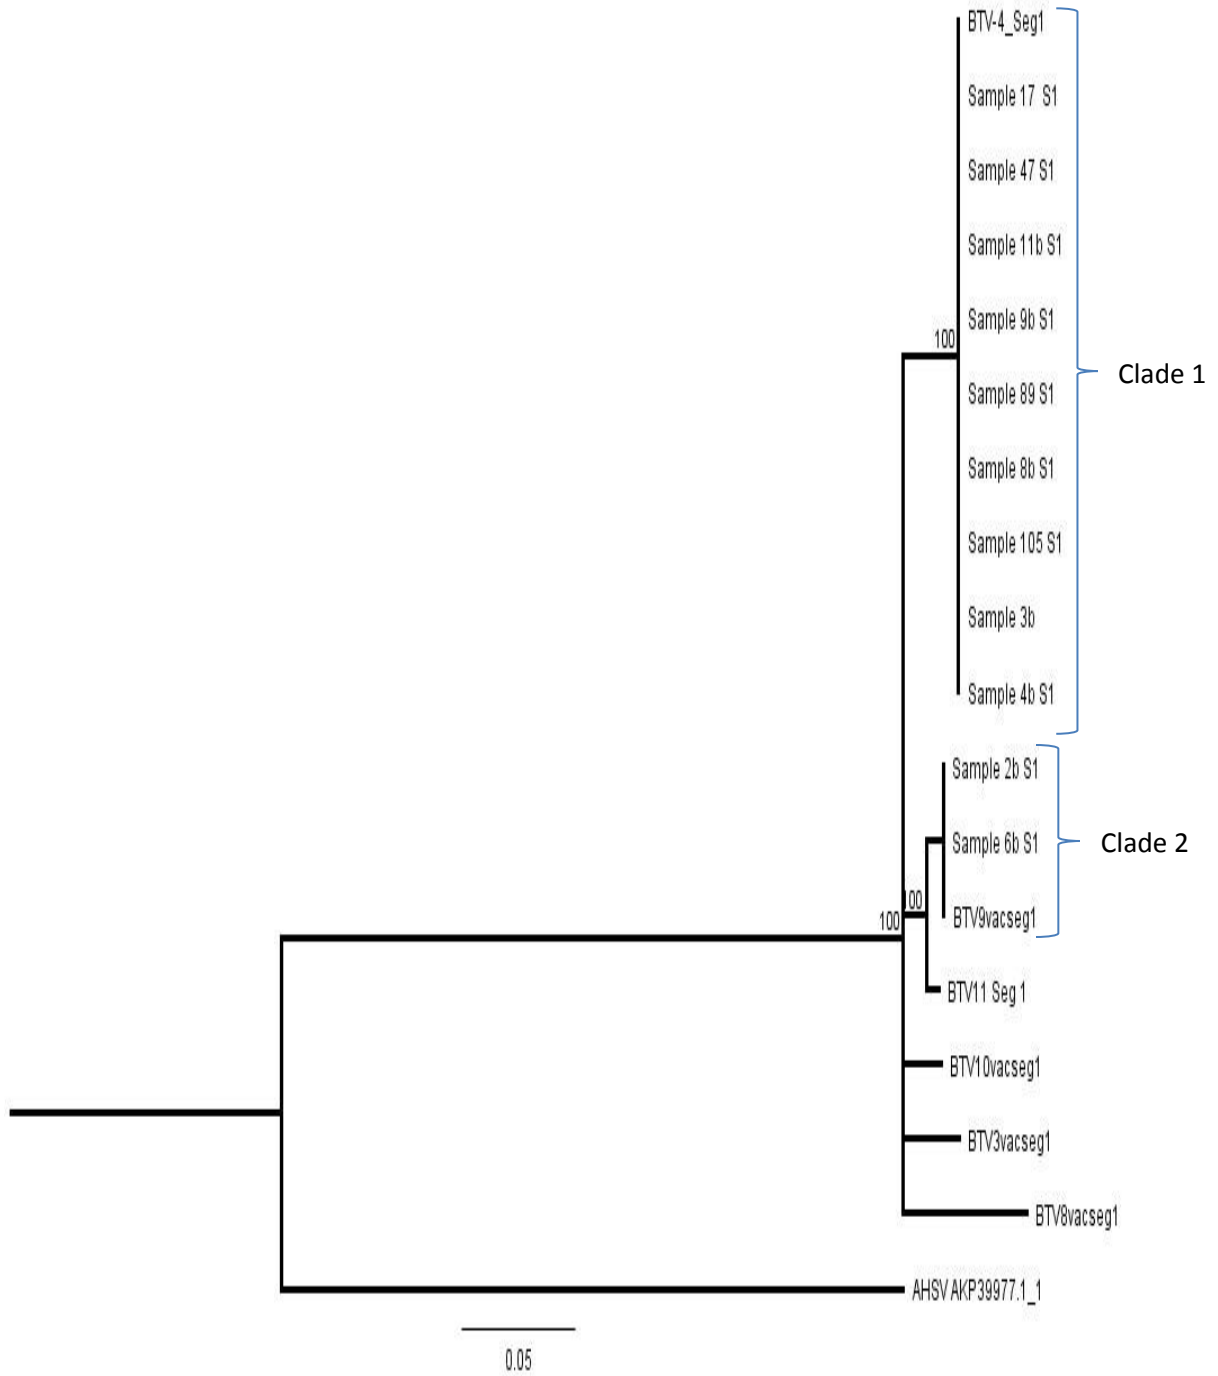 BTV-4_Seg1
Sample 17 S1
Sample 47 S1
Sample 11b S1
Sample 9b S1
100
Sample 89 S1
Clade 1
Sample 8b S1
Sample 105 S1
Sample 3b
Sample 4b S1
Sample 2b S1
Sample 6b S1
Clade 2
100
100
BTV9vacseg1
BTV11 Seg 1
BTV10vacseg1
BTV3vacseg1
BTV8vacseg1
AHSV AKP39977.1_1
0.05